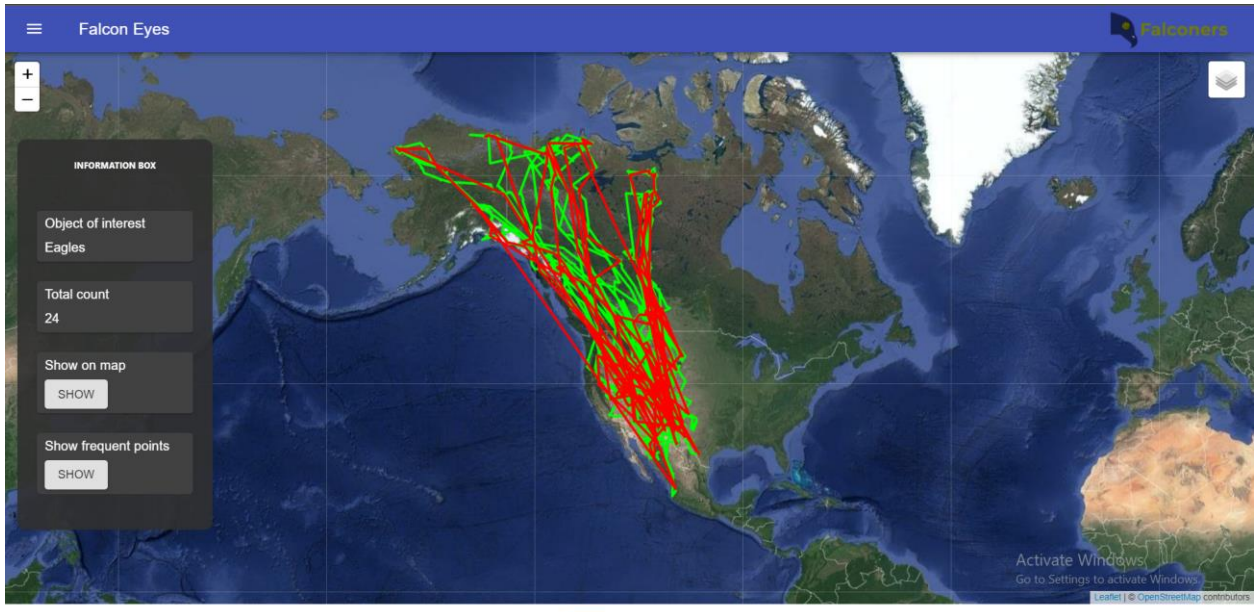 Falcon Eyes
Falconers
+
−
INFORMATION BOX
Object of interest
Eagles
Total count
24
Show on map
SHOW
Show frequent points
SHOW
Activate Windows
Go to Settings to activate Windows.
Leaflet | © OpenStreetMap contributors